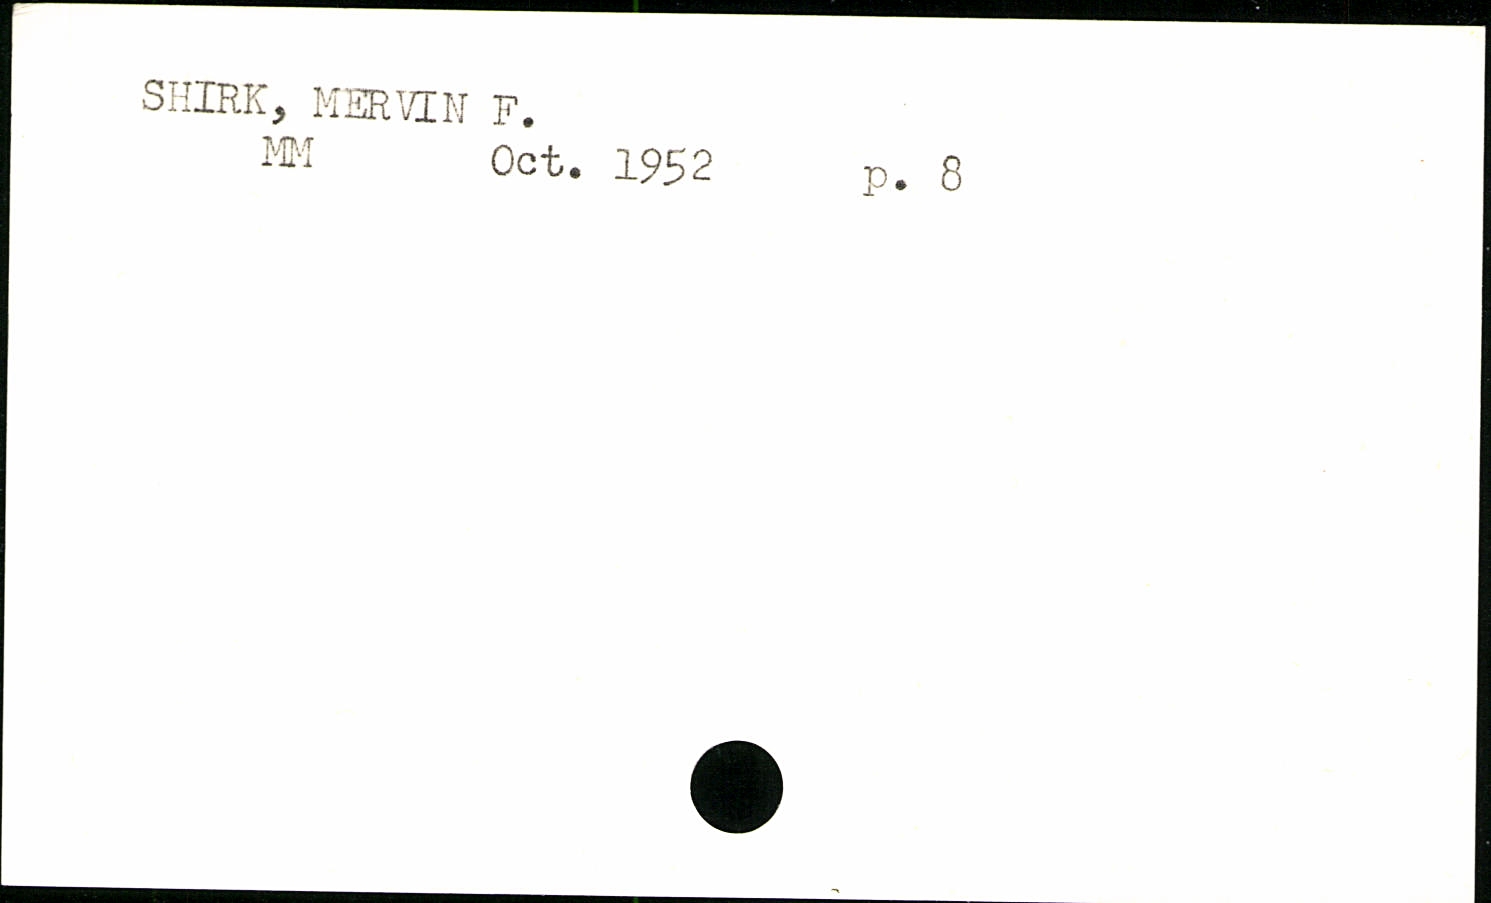 SHIRK, MERVIN F.
MM Oct. 1952 p. 8